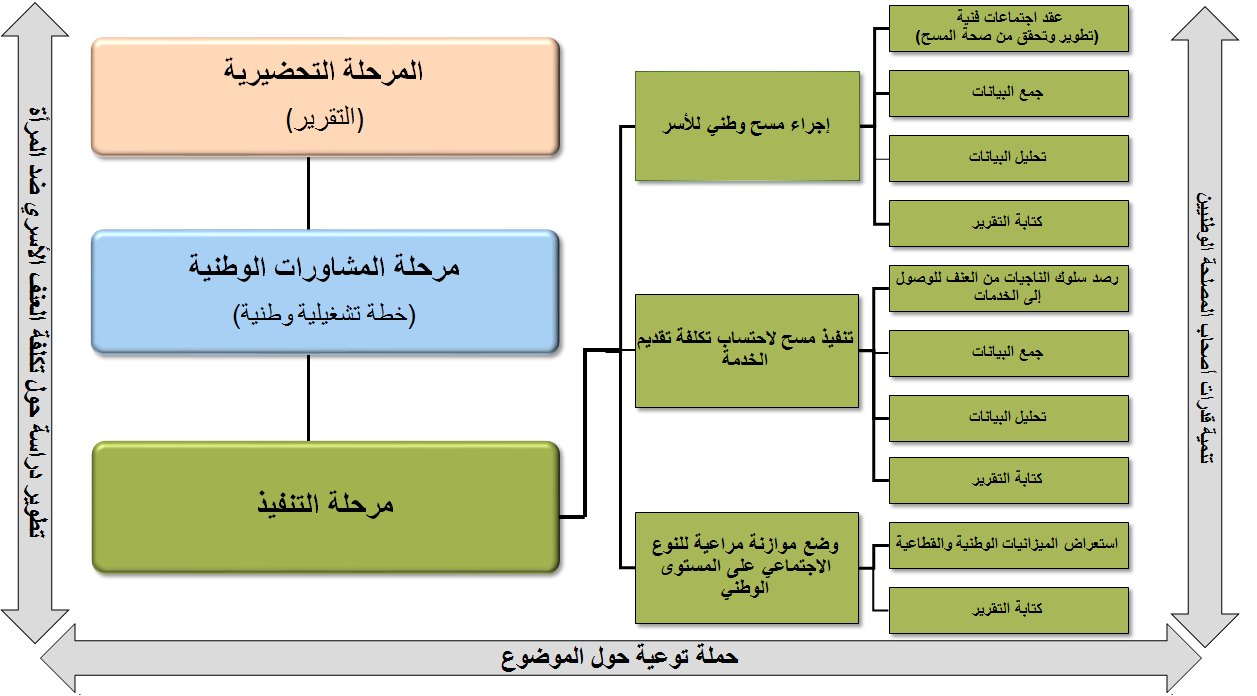 تطوير دراسة حول تكلفة العنف الأسري ضد المرأة
المرحلة التحضيرية
(التقرير)
مرحلة المشاورات الوطنية
(خطة تشغيلية وطنية)
مرحلة التنفيذ
إجراء مسح وطني للأسر
عقد اجتماعات فنية
(تطوير وتحقق من صحة المسح)
جمع البيانات
تحليل البيانات
كتابة التقرير
تنفيذ مسح لاحتساب تكلفة تقديم
الخدمة
رصد سلوك الناجيات من العنف للوصول
إلى الخدمات
جمع البيانات
تحليل البيانات
كتابة التقرير
وضع موازنة مراعية للنوع
الاجتماعي على المستوى
الوطني
استعراض الميزانيات الوطنية والقطاعية
كتابة التقرير
تنمية قدرات أصحاب المصلحة الوطنيين
حملة توعية حول الموضوع